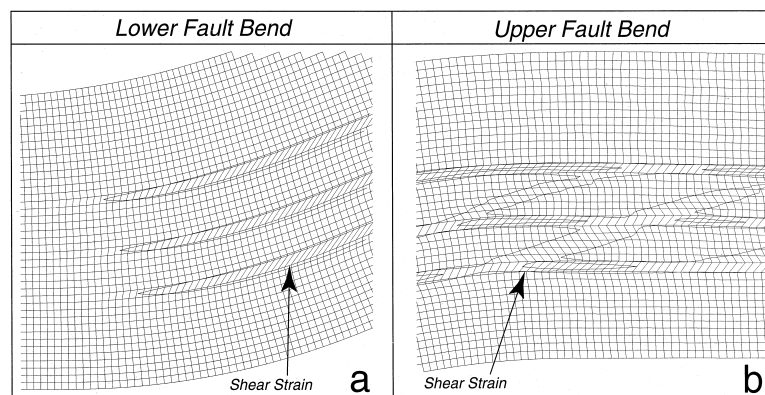 Lower Fault Bend
Upper Fault Bend
Shear Strain
a
Shear Strain
b